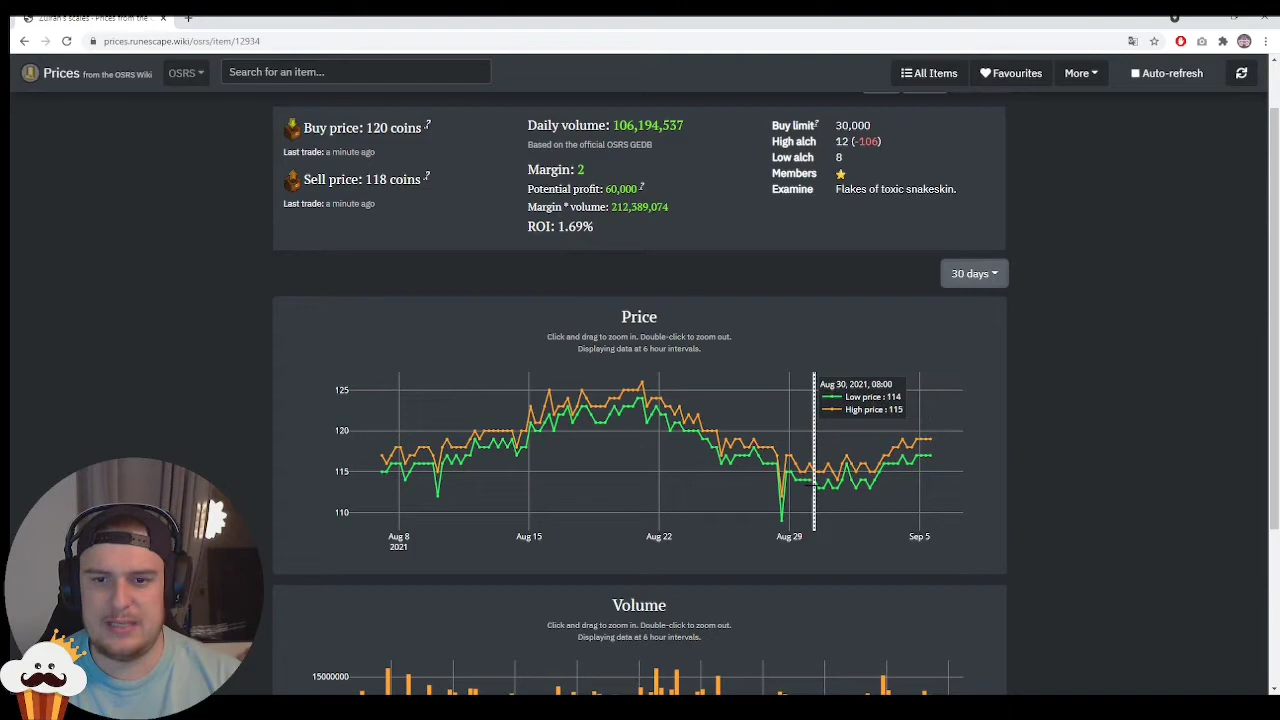 Zulrah's scales - Prices from the
prices.runescape.wiki/osrs/item/12934
Prices from the OSRS Wiki
OSRS
Search for an item...
All Items
Favourites
More
Auto-refresh
Buy price: 120 coins ?
Last trade: a minute ago
Sell price: 118 coins ?
Last trade: a minute ago
Daily volume: 106,194,537
Based on the official OSRS GEDB
Margin: 2
Potential profit: 60,000 ?
Margin * volume: 212,389,074
ROI: 1.69%
Buy limit? 30,000
High alch 12 (-106)
Low alch 8
Members
Examine Flakes of toxic snakeskin.
30 days
Price
Click and drag to zoom in. Double-click to zoom out.
Displaying data at 6 hour intervals.
125
120
115
110
Aug 30, 2021, 08:00
Low price : 114
High price : 115
Aug 8
2021
Aug 15
Aug 22
Aug 29
Sep 5
Volume
Click and drag to zoom in. Double-click to zoom out.
Displaying data at 6 hour intervals.
15000000